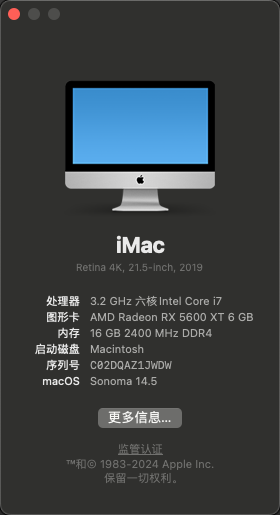 iMac
Retina 4K, 21.5-inch, 2019
处理器 3.2 GHz 六核Intel Core i7
图形卡 AMD Radeon RX 5600 XT 6 GB
内存 16 GB 2400 MHz DDR4
启动磁盘 Macintosh
序列号 C02DQAZ1JWDW
macOS Sonoma 14.5
更多信息...
监管认证
™和© 1983-2024 Apple Inc.
保留一切权利。